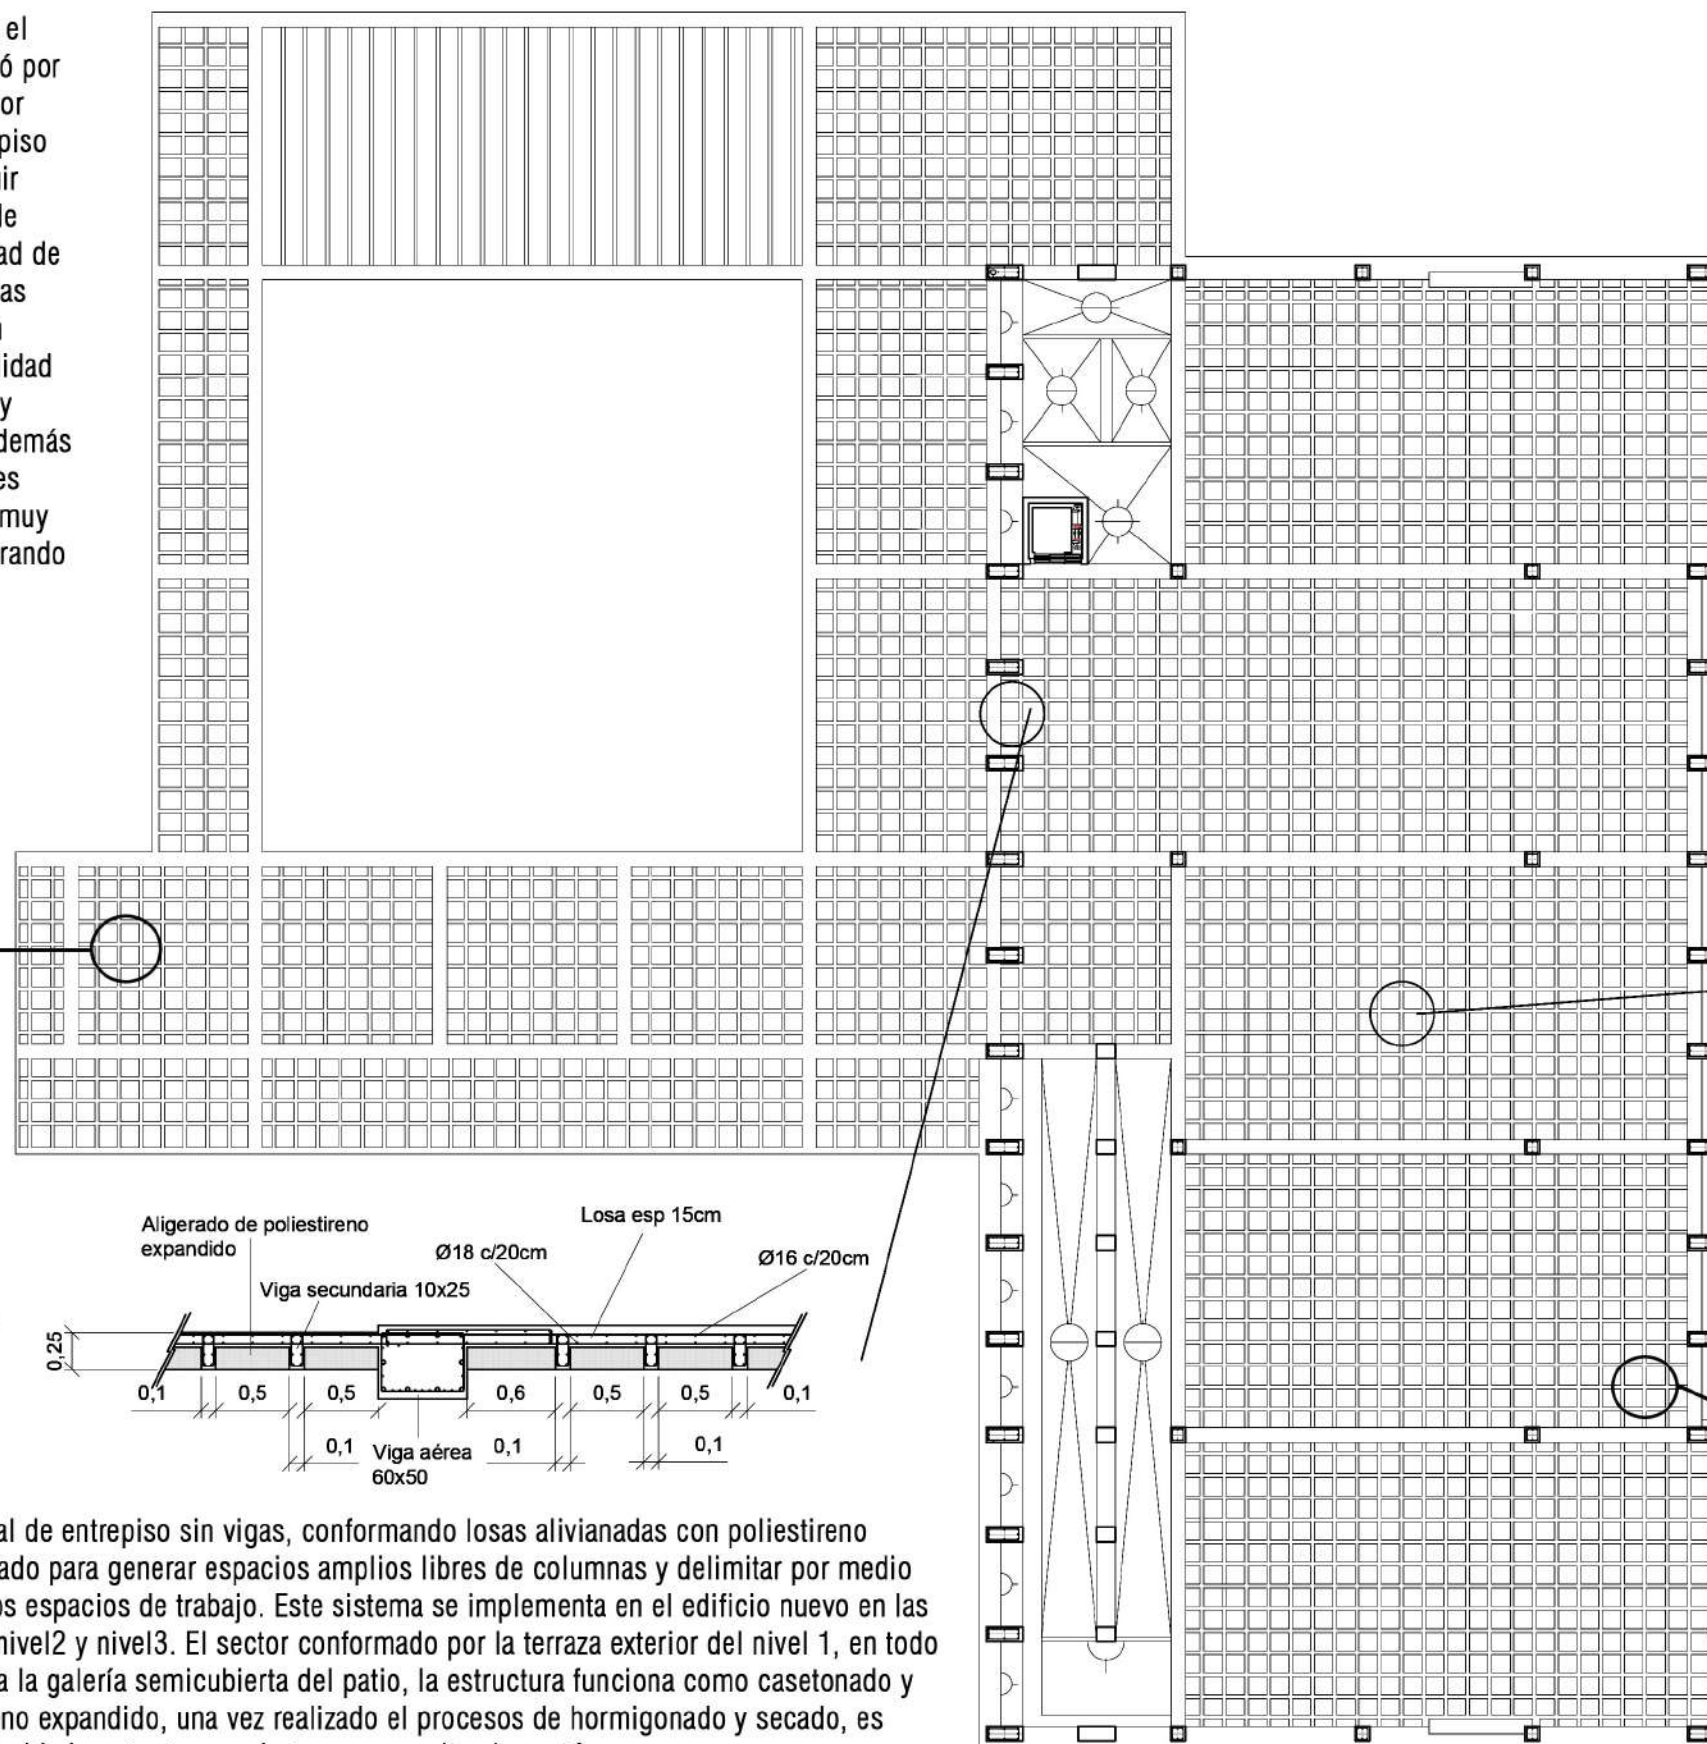 el
ó por
or
piso
uir
de
ad de
as
lidad
y
demás
es
muy
rando
Aligerado de poliestireno
expandido
Losa esp 15cm
Ø18 c/20cm
Ø16 c/20cm
Viga secundaria 10x25
0,25
0,1
0,5
0,5
0,6
0,5
0,5
0,1
0,1
Viga aérea
60x50
0,1
0,1
al de entrepiso sin vigas, conformando losas alivianadas con poliestireno
ado para generar espacios amplios libres de columnas y delimitar por medio
os espacios de trabajo. Este sistema se implementa en el edificio nuevo en las
nivel2 y nivel3. El sector conformado por la terraza exterior del nivel 1, en todo
a la galería semicubierta del patio, la estructura funciona como casetonado y
no expandido, una vez realizado el procesos de hormigonado y secado, es